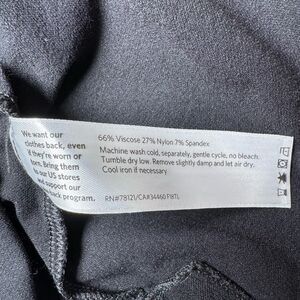 We want our
clothes back, even
if they're worn or
torn. Bring them
to our US stores
and support our
back program.
66% Viscose 27% Nylon 7% Spandex
Machine wash cold, separately, gentle cycle, no bleach.
Tumble dry low. Remove slightly damp and let air dry.
Cool iron if necessary
RN#78121/CA#34460 FBTL